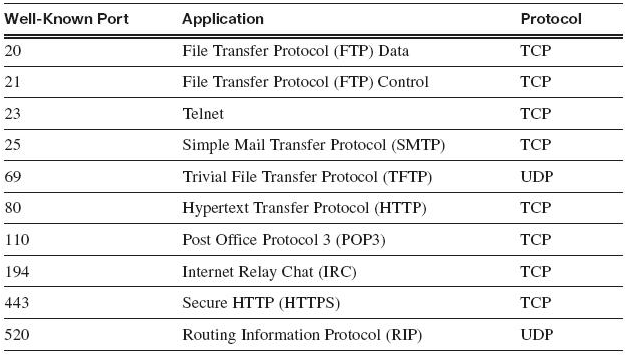 Well-Known Port Application Protocol
20 File Transfer Protocol (FTP) Data TCP
21 File Transfer Protocol (FTP) Control TCP
23 Telnet TCP
25 Simple Mail Transfer Protocol (SMTP) TCP
69 Trivial File Transfer Protocol (TFTP) UDP
80 Hypertext Transfer Protocol (HTTP) TCP
110 Post Office Protocol 3 (POP3) TCP
194 Internet Relay Chat (IRC) TCP
443 Secure HTTP (HTTPS) TCP
520 Routing Information Protocol (RIP) UDP